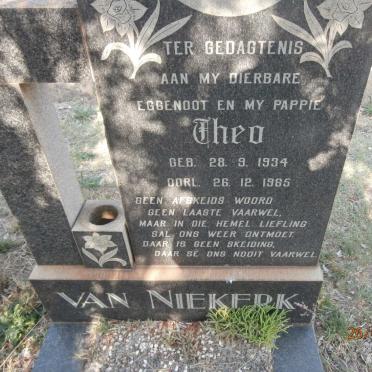 TER GEDAGTENIS
AAN MY DIERBARE
EGGENOOT EN MY PAPPIE
Theo
GEB. 28. 9. 1934
OORL. 26. 12. 1985
GEEN AFSKEIDS WOORD
GEEN LAASTE VAARWEL,
MAAR IN DIE HEMEL LIEFLING
SAL ONS WEER ONTMOET.
DAAR IS GEEN SKEIDING,
DAAR SÊ ONS NOOIT VAARWEL
VAN NIEKERK